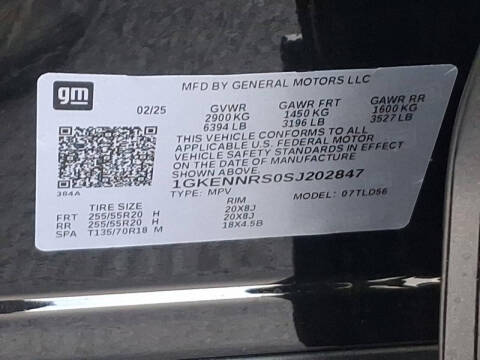 gm
MFD BY GENERAL MOTORS LLC
02/25 GVWR GAWR FRT GAWR RR
2900 KG 1450 KG 1600 KG
6394 LB 3196 LB 3527 LB
THIS VEHICLE CONFORMS TO ALL
APPLICABLE U.S. FEDERAL MOTOR
VEHICLE SAFETY STANDARDS IN EFFECT
ON THE DATE OF MANUFACTURE SHOWN ABOVE.
384A 1GKENNRS0SJ202847
TYPE: MPV MODEL: 07TLD56
TIRE SIZE RIM
FRT 255/55R20 H 20X8J
RR 255/55R20 H 20X8J
SPA T135/70R18 M 18X4.5B